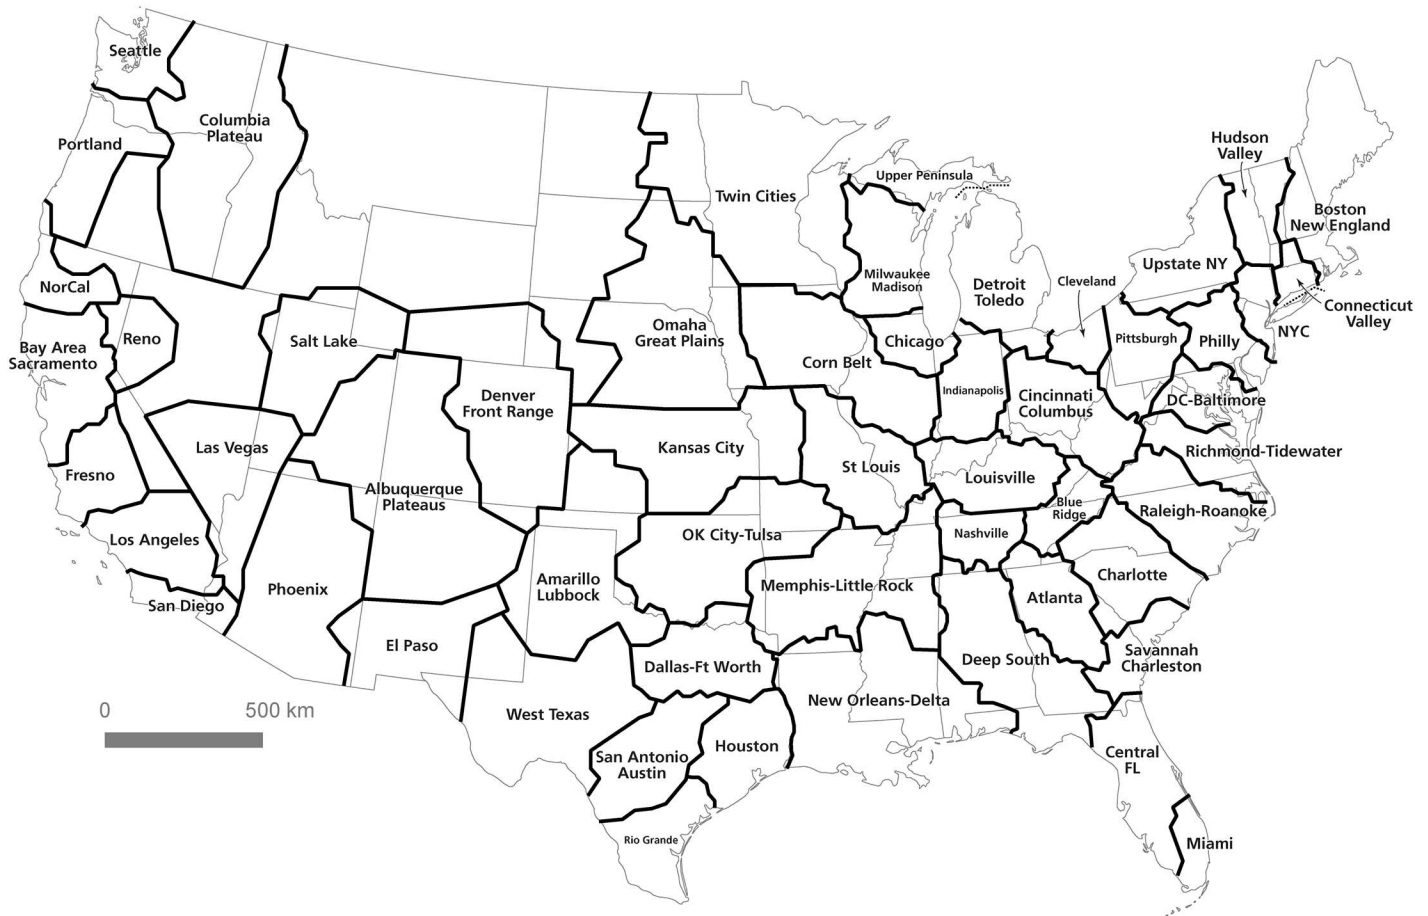 Seattle
Columbia
Plateau
Portland
Hudson
Valley
Upper Peninsula
Twin Cities
Boston
New England
Upstate NY
Milwaukee
Madison
Detroit
Toledo
Cleveland
NorCal
Connecticut
Valley
Reno
Salt Lake
Omaha
Great Plains
Chicago
Pittsburgh
Philly
NYC
Bay Area
Sacramento
Corn Belt
Indianapolis
Cincinnati
Columbus
DC-Baltimore
Denver
Front Range
Las Vegas
Kansas City
St Louis
Louisville
Richmond-Tidewater
Fresno
Albuquerque
Plateaus
Blue
Ridge
Raleigh-Roanoke
Los Angeles
OK City-Tulsa
Nashville
San Diego
Phoenix
Amarillo
Lubbock
Memphis-Little Rock
Charlotte
Atlanta
El Paso
Dallas-Ft Worth
Deep South
Savannah
Charleston
West Texas
New Orleans-Delta
San Antonio
Austin
Houston
Central
FL
Rio Grande
Miami
0 500 km